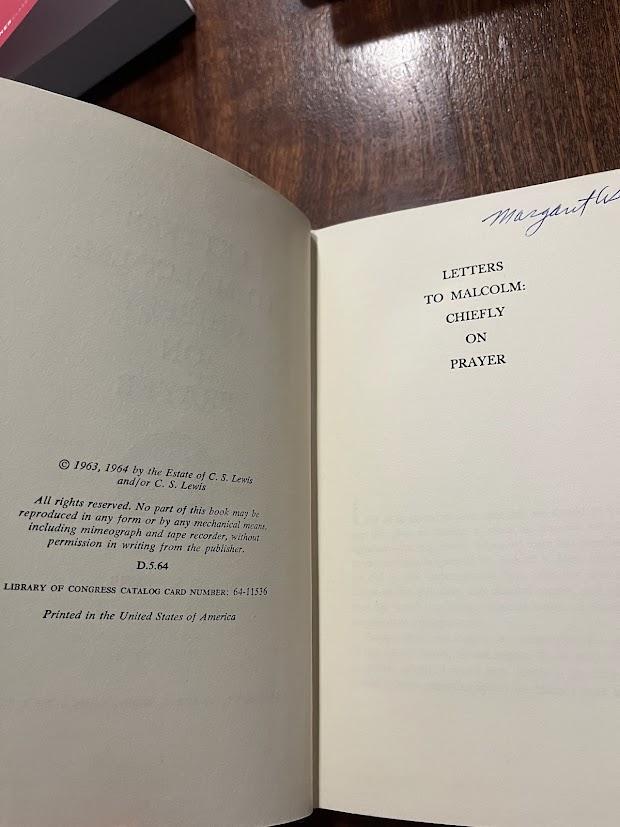 © 1963, 1964 by the Estate of C. S. Lewis
and/or C. S. Lewis
All rights reserved. No part of this book may be
reproduced in any form or by any mechanical means,
including mimeograph and tape recorder, without
permission in writing from the publisher.
D.5.64
LIBRARY OF CONGRESS CATALOG CARD NUMBER: 64-11536
Printed in the United States of America
Margaret
LETTERS
TO MALCOLM:
CHIEFLY
ON
PRAYER